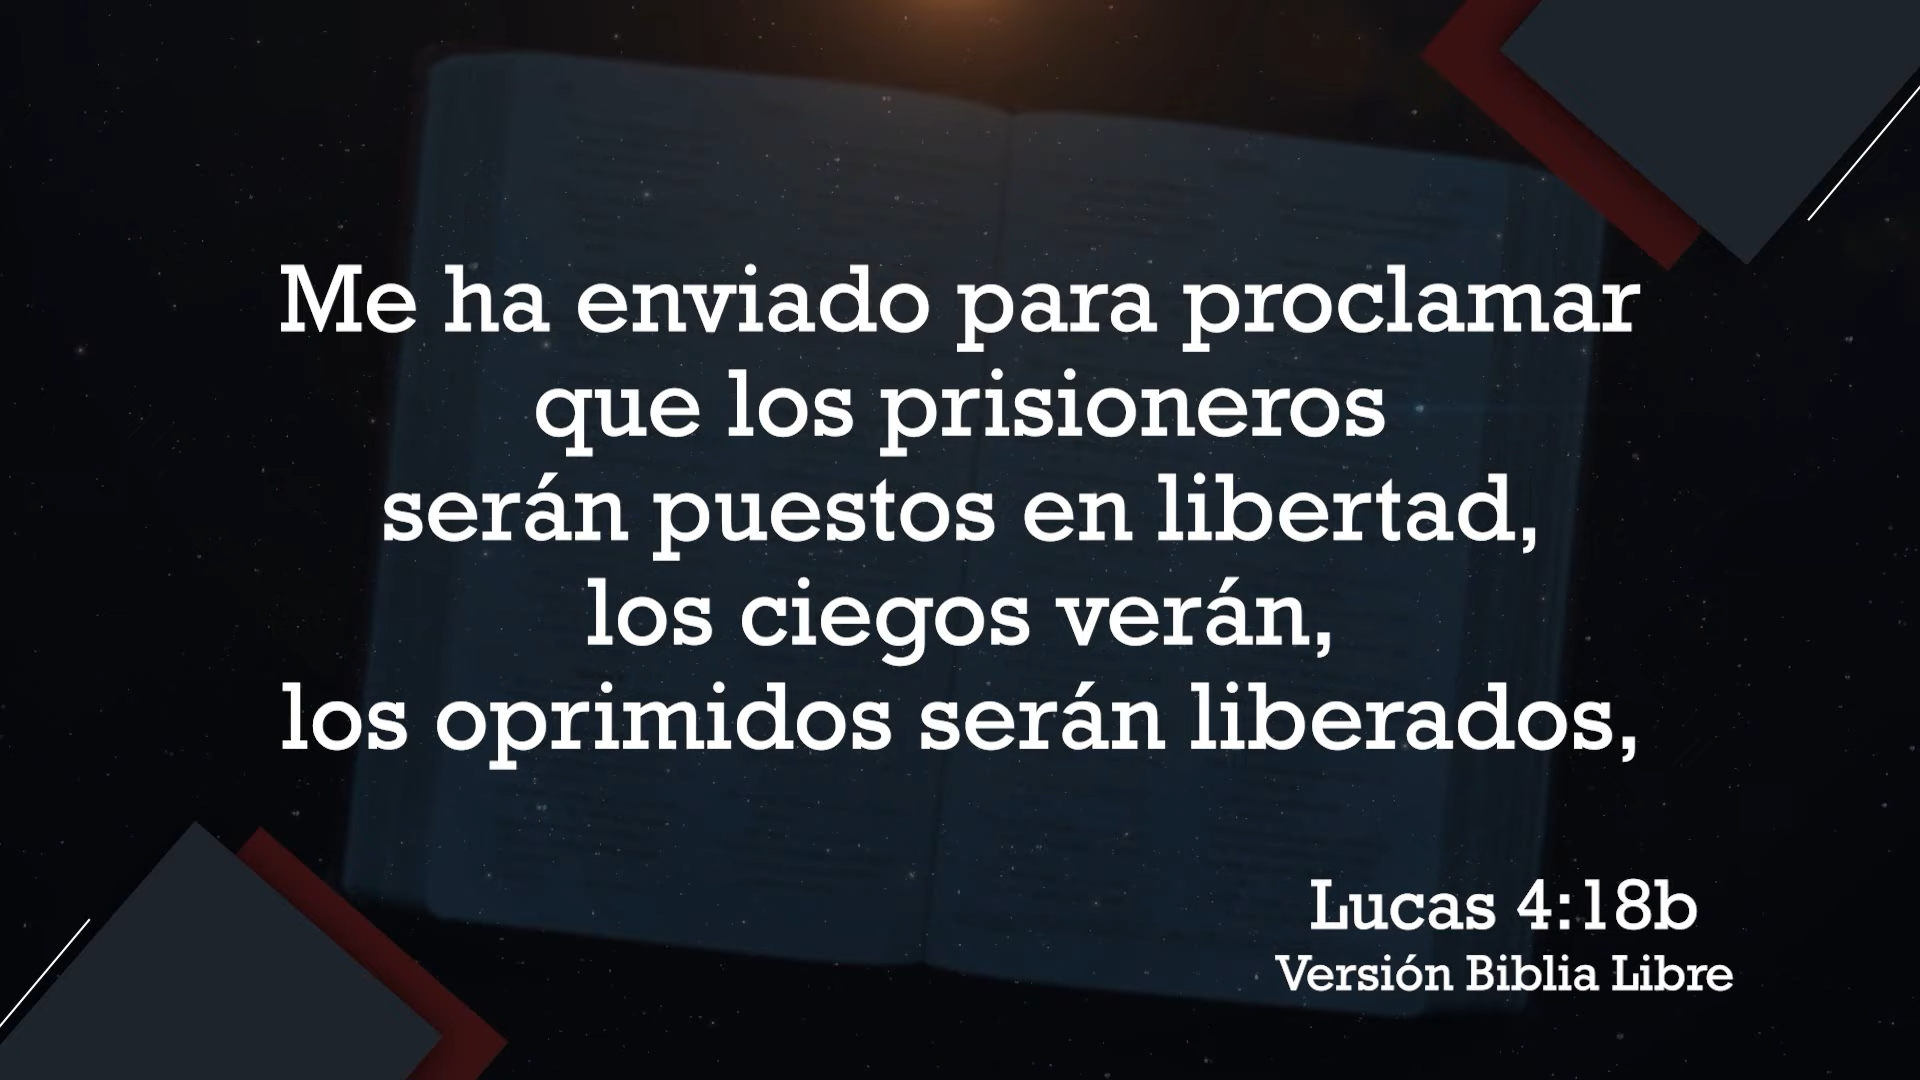 Me ha enviado para proclamar
que los prisioneros
serán puestos en libertad,
los ciegos verán,
los oprimidos serán liberados,
Lucas 4:18b
Versión Biblia Libre